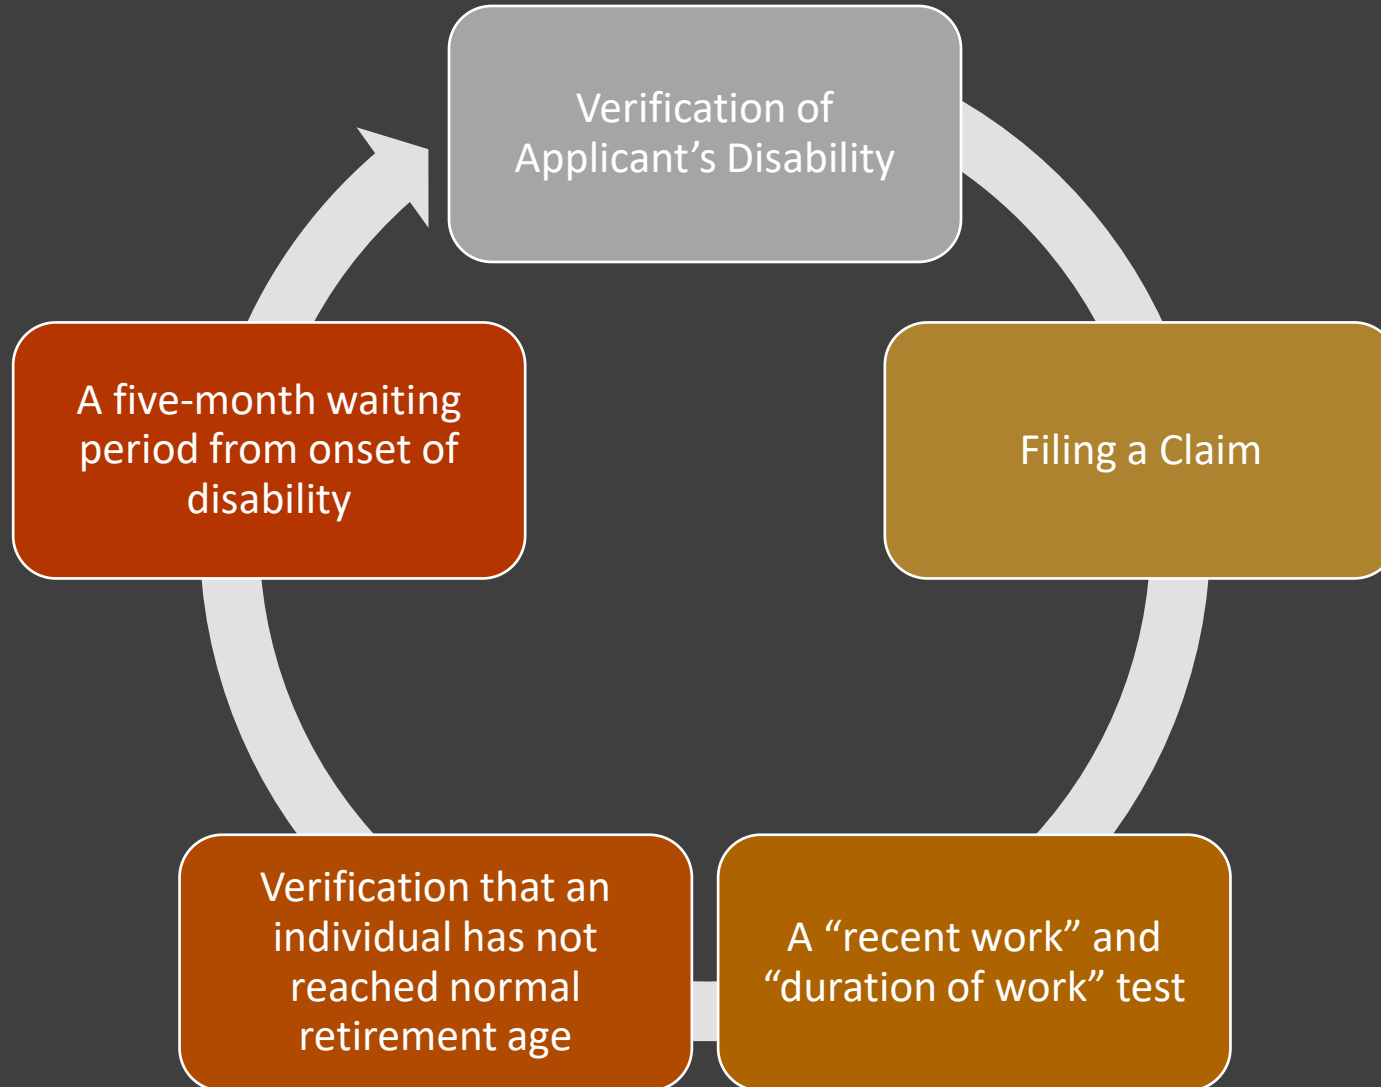 Verification of
Applicant’s Disability
Filing a Claim
A “recent work” and
“duration of work” test
Verification that an
individual has not
reached normal
retirement age
A five-month waiting
period from onset of
disability